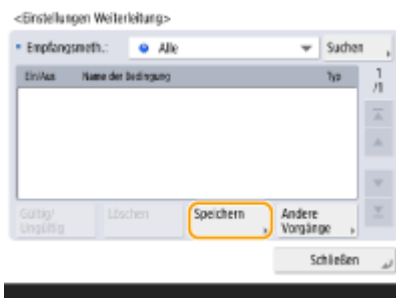 <Einstellungen Weiterleitung>
Empfangsmeth.: Alle Suchen
Ein/Aus Name der Bedingung Typ
1
/1
Gültig/
Ungültig
Löschen
Speichern
Andere
Vorgänge
Schließen